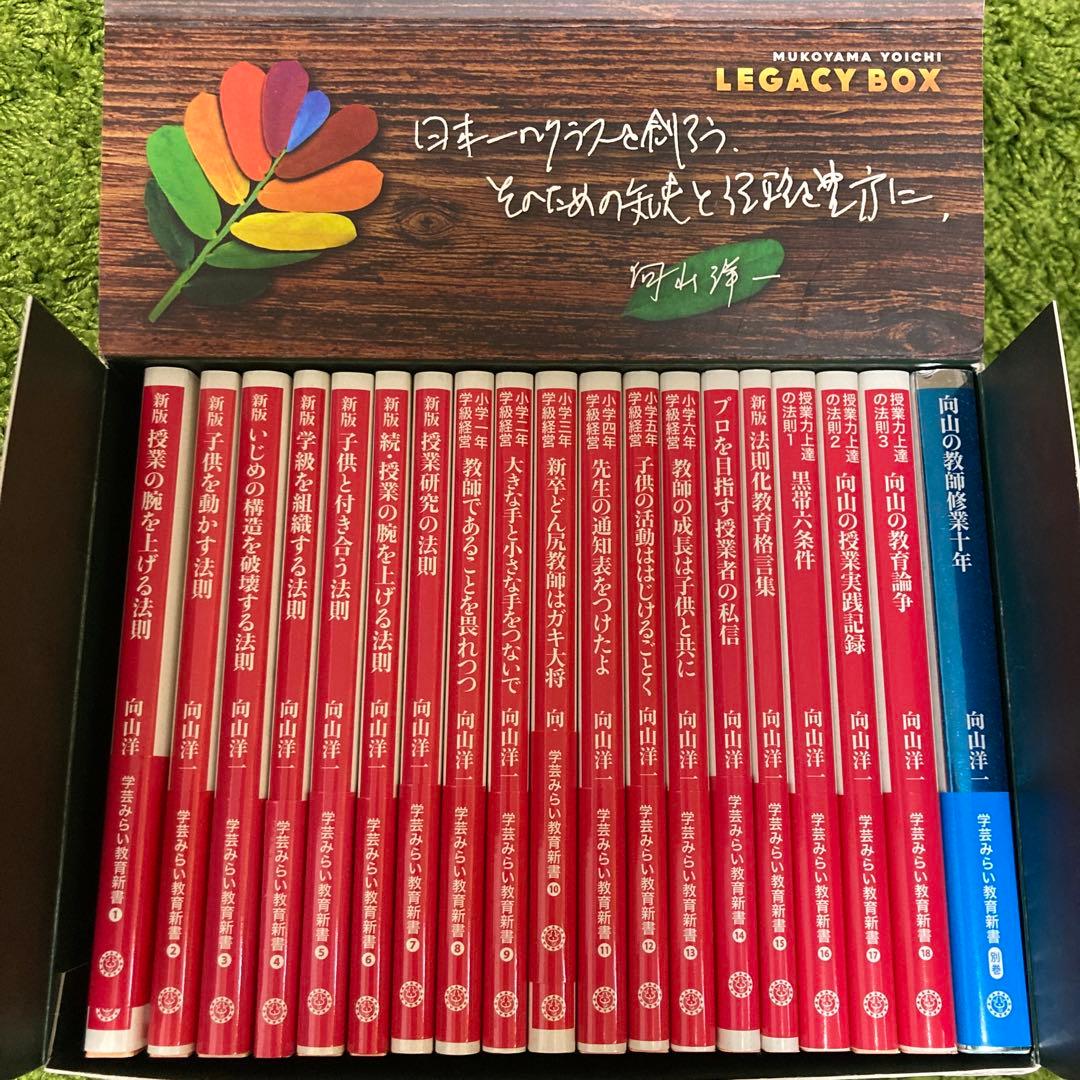 MUKOYAMA YOICHI
LEGACY BOX
日本一のクラスを創ろう、
そのための知恵と経験を貴方に、
向山洋一
新版 授業の腕を上げる法則 向山洋一 学芸みらい教育新書 1
新版 子供を動かす法則 向山洋一 学芸みらい教育新書 2
新版 いじめの構造を破壊する法則 向山洋一 学芸みらい教育新書 3
新版 学級を組織する法則 向山洋一 学芸みらい教育新書 4
新版 子供と付き合う法則 向山洋一 学芸みらい教育新書 5
新版 続・授業の腕を上げる法則 向山洋一 学芸みらい教育新書 6
新版 授業研究の法則 向山洋一 学芸みらい教育新書 7
小学一年学級経営 教師であることを畏れつつ 向山洋一 学芸みらい教育新書 8
小学二年学級経営 大きな手と小さな手をつないで 向山洋一 学芸みらい教育新書 9
小学三年学級経営 新卒どん尻教師はガキ大将 向 学芸みらい教育新書 10
小学四年学級経営 先生の通知表をつけたよ 向山洋一 学芸みらい教育新書 11
小学五年学級経営 子供の活動ははじけるごとく 向山洋一 学芸みらい教育新書 12
小学六年学級経営 教師の成長は子供と共に 向山洋一 学芸みらい教育新書 13
プロを目指す授業者の私信 向山洋一 学芸みらい教育新書 14
新版 法則化教育格言集 向山洋一 学芸みらい教育新書 15
授業力上達の法則1 黒帯六条件 向山洋一 学芸みらい教育新書 16
授業力上達の法則2 向山の授業実践記録 向山洋一 学芸みらい教育新書 17
授業力上達の法則3 向山の教育論争 向山洋一 学芸みらい教育新書 18
向山の教師修業十年 向山洋一 学芸みらい教育新書 別巻